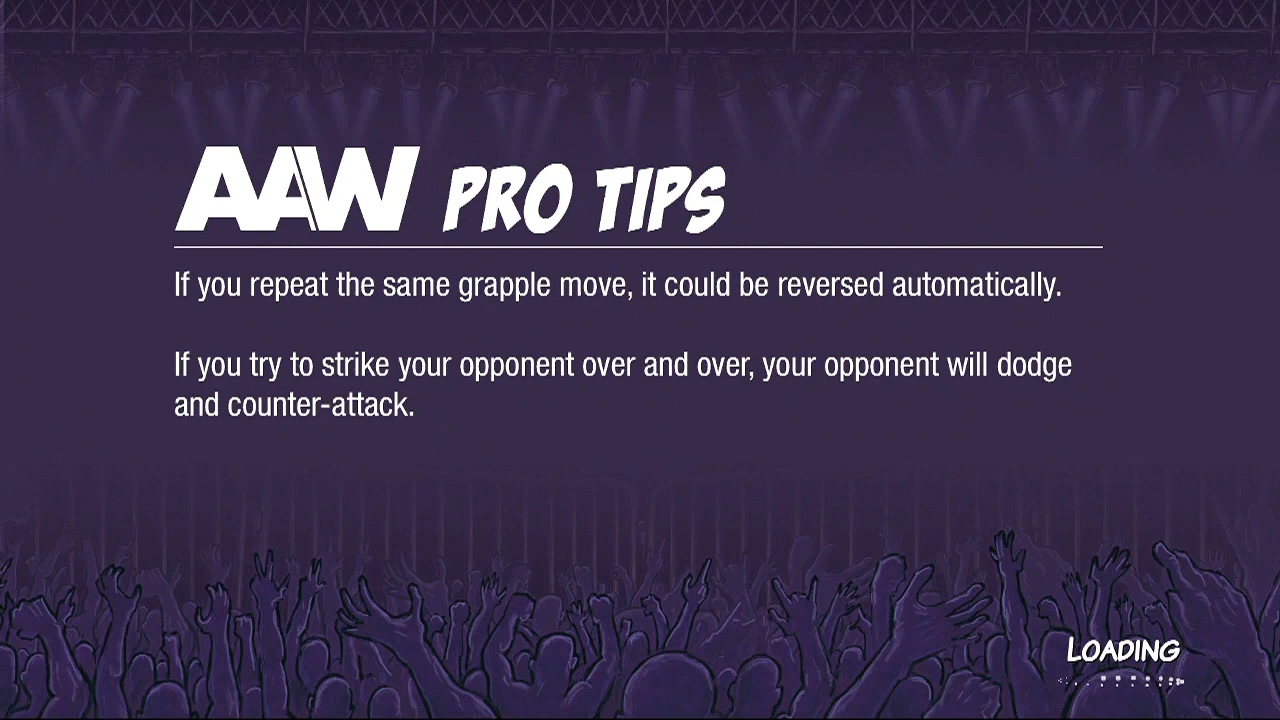 AAW PRO TIPS
If you repeat the same grapple move, it could be reversed automatically.
If you try to strike your opponent over and over, your opponent will dodge
and counter-attack.
LOADING